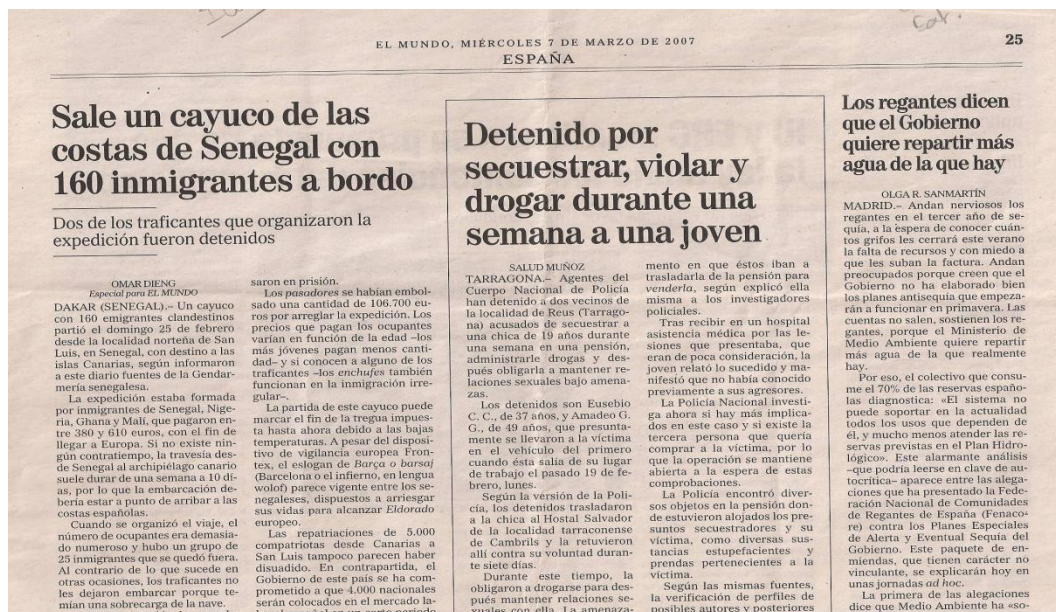 EL MUNDO, MIÉRCOLES 7 DE MARZO DE 2007
25
ESPAÑA
Sale un cayuco de las
costas de Senegal con
160 inmigrantes a bordo
Dos de los traficantes que organizaron la
expedición fueron detenidos
OMAR DIENG
Especial para EL MUNDO
DAKAR (SENEGAL).– Un cayuco
con 160 emigrantes clandestinos
partió el domingo 25 de febrero
desde la localidad norteña de San
Luis, en Senegal, con destino a las
islas Canarias, según informaron
a este diario fuentes de la Gendar-
mería senegalesa.
La expedición estaba formada
por inmigrantes de Senegal, Nige-
ria, Ghana y Malí, que pagaron en-
tre 380 y 610 euros, con el fin de
llegar a Europa. Si no existe nin-
gún contratiempo, la travesía des-
de Senegal al archipiélago canario
suele durar de una semana a 10 dí-
as, por lo que la embarcación de-
bería estar a punto de arribar a las
costas españolas.
Cuando se organizó el viaje, el
número de ocupantes era demasia-
do numeroso y hubo un grupo de
25 inmigrantes que se quedó fuera.
Al contrario de lo que sucede en
otras ocasiones, los traficantes no
les dejaron embarcar porque te-
mían una sobrecarga de la nave.
saron en prisión.
Los pasadores se habían embol-
sado una cantidad de 106.700 eu-
ros por arreglar la expedición. Los
precios que pagan los ocupantes
varían en función de la edad –los
más jóvenes pagan menos canti-
dad– y si conocen a alguno de los
traficantes –los enchufes también
funcionan en la inmigración irre-
gular–.
La partida de este cayuco puede
marcar el fin de la tregua impues-
ta hasta ahora debido a las bajas
temperaturas. A pesar del disposi-
tivo de vigilancia europea Fron-
tex, el eslogan de Barça o barsaj
(Barcelona o el infierno, en lengua
wolof) parece vigente entre los se-
negaleses, dispuestos a arriesgar
sus vidas para alcanzar Eldorado
europeo.
Las repatriaciones de 5.000
compatriotas desde Canarias a
San Luis tampoco parecen haber
disuadido. En contrapartida, el
Gobierno de este país se ha com-
prometido a que 4.000 nacionales
serán colocados en el mercado la-
Detenido por
secuestrar, violar y
drogar durante una
semana a una joven
SALUD MUÑOZ
TARRAGONA.– Agentes del
Cuerpo Nacional de Policía
han detenido a dos vecinos de
la localidad de Reus (Tarrago-
na) acusados de secuestrar a
una chica de 19 años durante
una semana en una pensión,
administrarle drogas y des-
pués obligarla a mantener re-
laciones sexuales bajo amena-
zas.
Los detenidos son Eusebio
C. C., de 37 años, y Amadeo G.
G., de 49 años, que presunta-
mente se llevaron a la víctima
en el vehículo del primero
cuando ésta salía de su lugar
de trabajo el pasado 19 de fe-
brero, lunes.
Según la versión de la Poli-
cía, los detenidos trasladaron
a la chica al Hostal Salvador
de la localidad tarraconense
de Cambrils y la retuvieron
allí contra su voluntad duran-
te siete días.
Durante este tiempo, la
obligaron a drogarse para des-
pués mantener relaciones se-
xuales con ella. La amenaza-
mento en que éstos iban a
trasladarla de la pensión para
venderla, según explicó ella
misma a los investigadores
policiales.
Tras recibir en un hospital
asistencia médica por las le-
siones que presentaba, que
eran de poca consideración, la
joven relató lo sucedido y ma-
nifestó que no había conocido
previamente a sus agresores.
La Policía Nacional investi-
ga ahora si hay más implica-
dos en este caso y si existe la
tercera persona que quería
comprar a la víctima, por lo
que la operación se mantiene
abierta a la espera de estas
comprobaciones.
La Policía encontró diver-
sos objetos en la pensión don-
de estuvieron alojados los pre-
suntos secuestradores y su
víctima, como diversas sus-
tancias estupefacientes y
prendas pertenecientes a la
víctima.
Según las mismas fuentes,
la verificación de perfiles de
posibles autores y posteriores
Los regantes dicen
que el Gobierno
quiere repartir más
agua de la que hay
OLGA R. SANMARTÍN
MADRID.– Andan nerviosos los
regantes en el tercer año de se-
quía, a la espera de conocer cuán-
tos grifos les cerrará este verano
la falta de recursos y con miedo a
que les suban la factura. Andan
preocupados porque creen que el
Gobierno no ha elaborado bien
los planes antisequía que empeza-
rán a funcionar en primavera. Las
cuentas no salen, sostienen los re-
gantes, porque el Ministerio de
Medio Ambiente quiere repartir
más agua de la que realmente
hay.
Por eso, el colectivo que consu-
me el 70% de las reservas españo-
las diagnostica: «El sistema no
puede soportar en la actualidad
todos los usos que dependen de
él, y mucho menos atender las re-
servas previstas en el Plan Hidro-
lógico». Este alarmante análisis
–que podría leerse en clave de au-
tocrítica– aparece entre las alega-
ciones que ha presentado la Fede-
ración Nacional de Comunidades
de Regantes de España (Fenaco-
re) contra los Planes Especiales
de Alerta y Eventual Sequía del
Gobierno. Este paquete de en-
miendas, que tienen carácter no
vinculante, se explicarán hoy en
unas jornadas ad hoc.
La primera de las alegaciones
dice que Medio Ambiente ha «so-